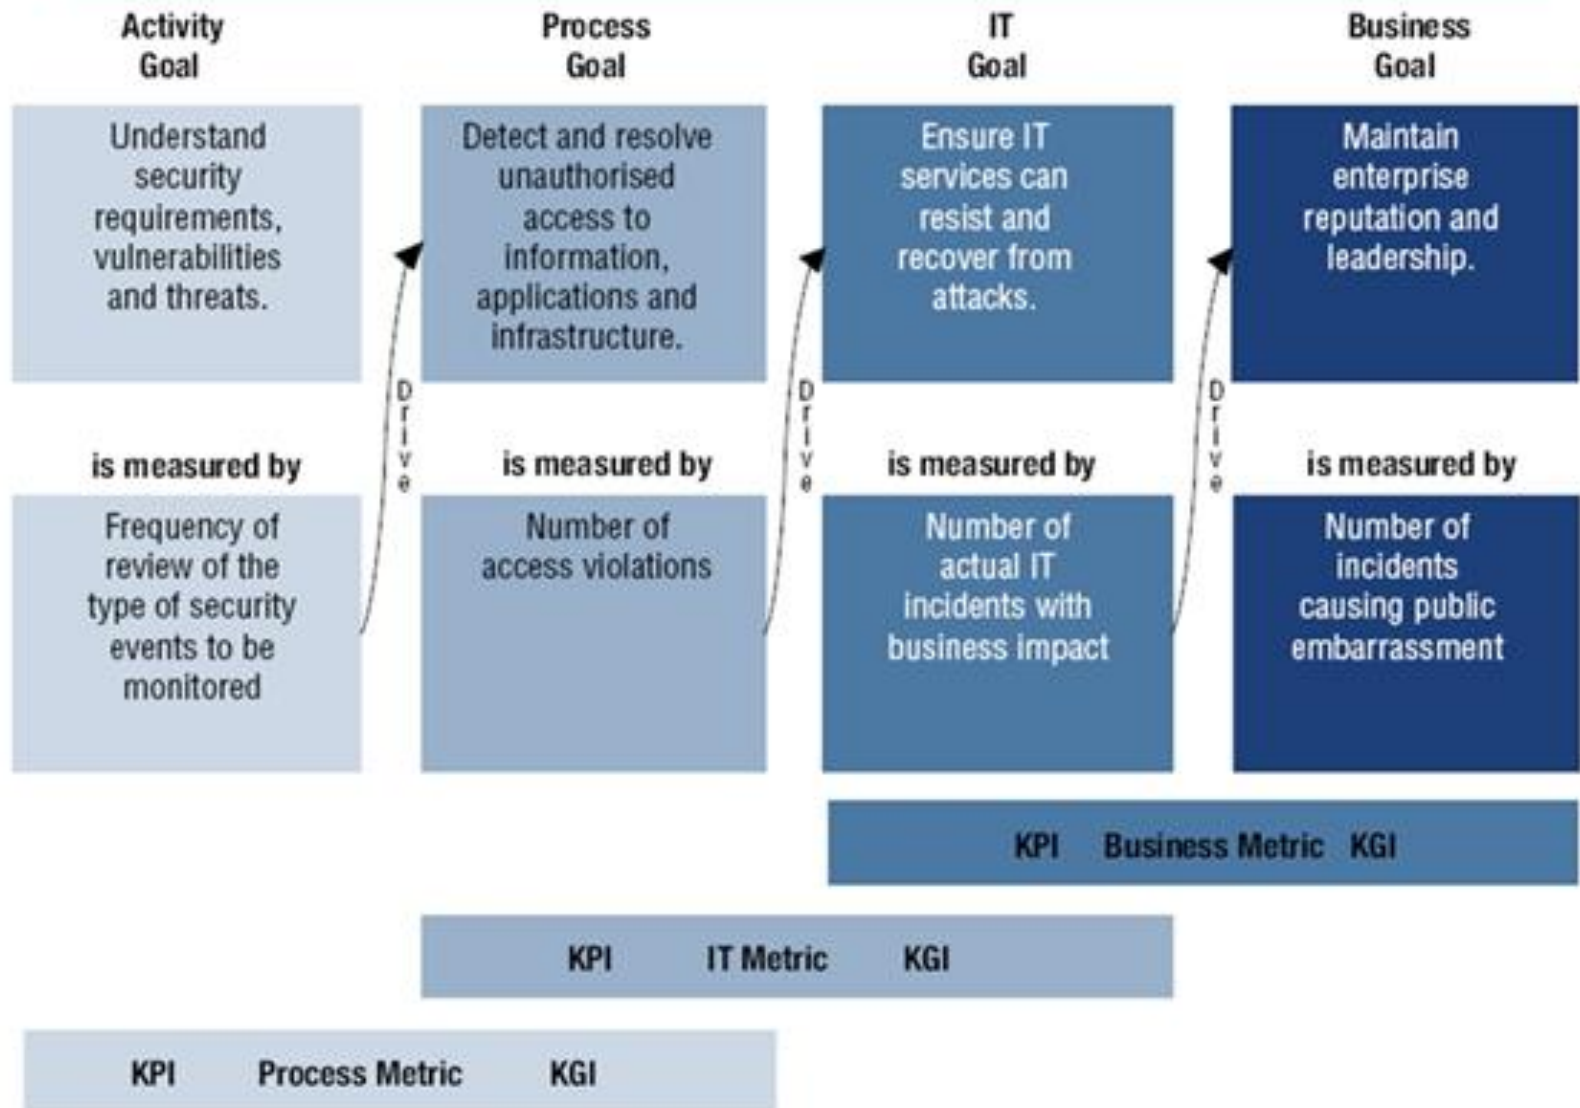 Activity
Goal
Process
Goal
IT
Goal
Business
Goal
Understand
security
requirements,
vulnerabilities
and threats.
Detect and resolve
unauthorised
access to
information,
applications and
infrastructure.
Ensure IT
services can
resist and
recover from
attacks.
Maintain
enterprise
reputation and
leadership.
Drive
Drive
Drive
is measured by
is measured by
is measured by
is measured by
Frequency of
review of the
type of security
events to be
monitored
Number of
access violations
Number of
actual IT
incidents with
business impact
Number of
incidents
causing public
embarrassment
KPI Business Metric KGI
KPI IT Metric KGI
KPI Process Metric KGI